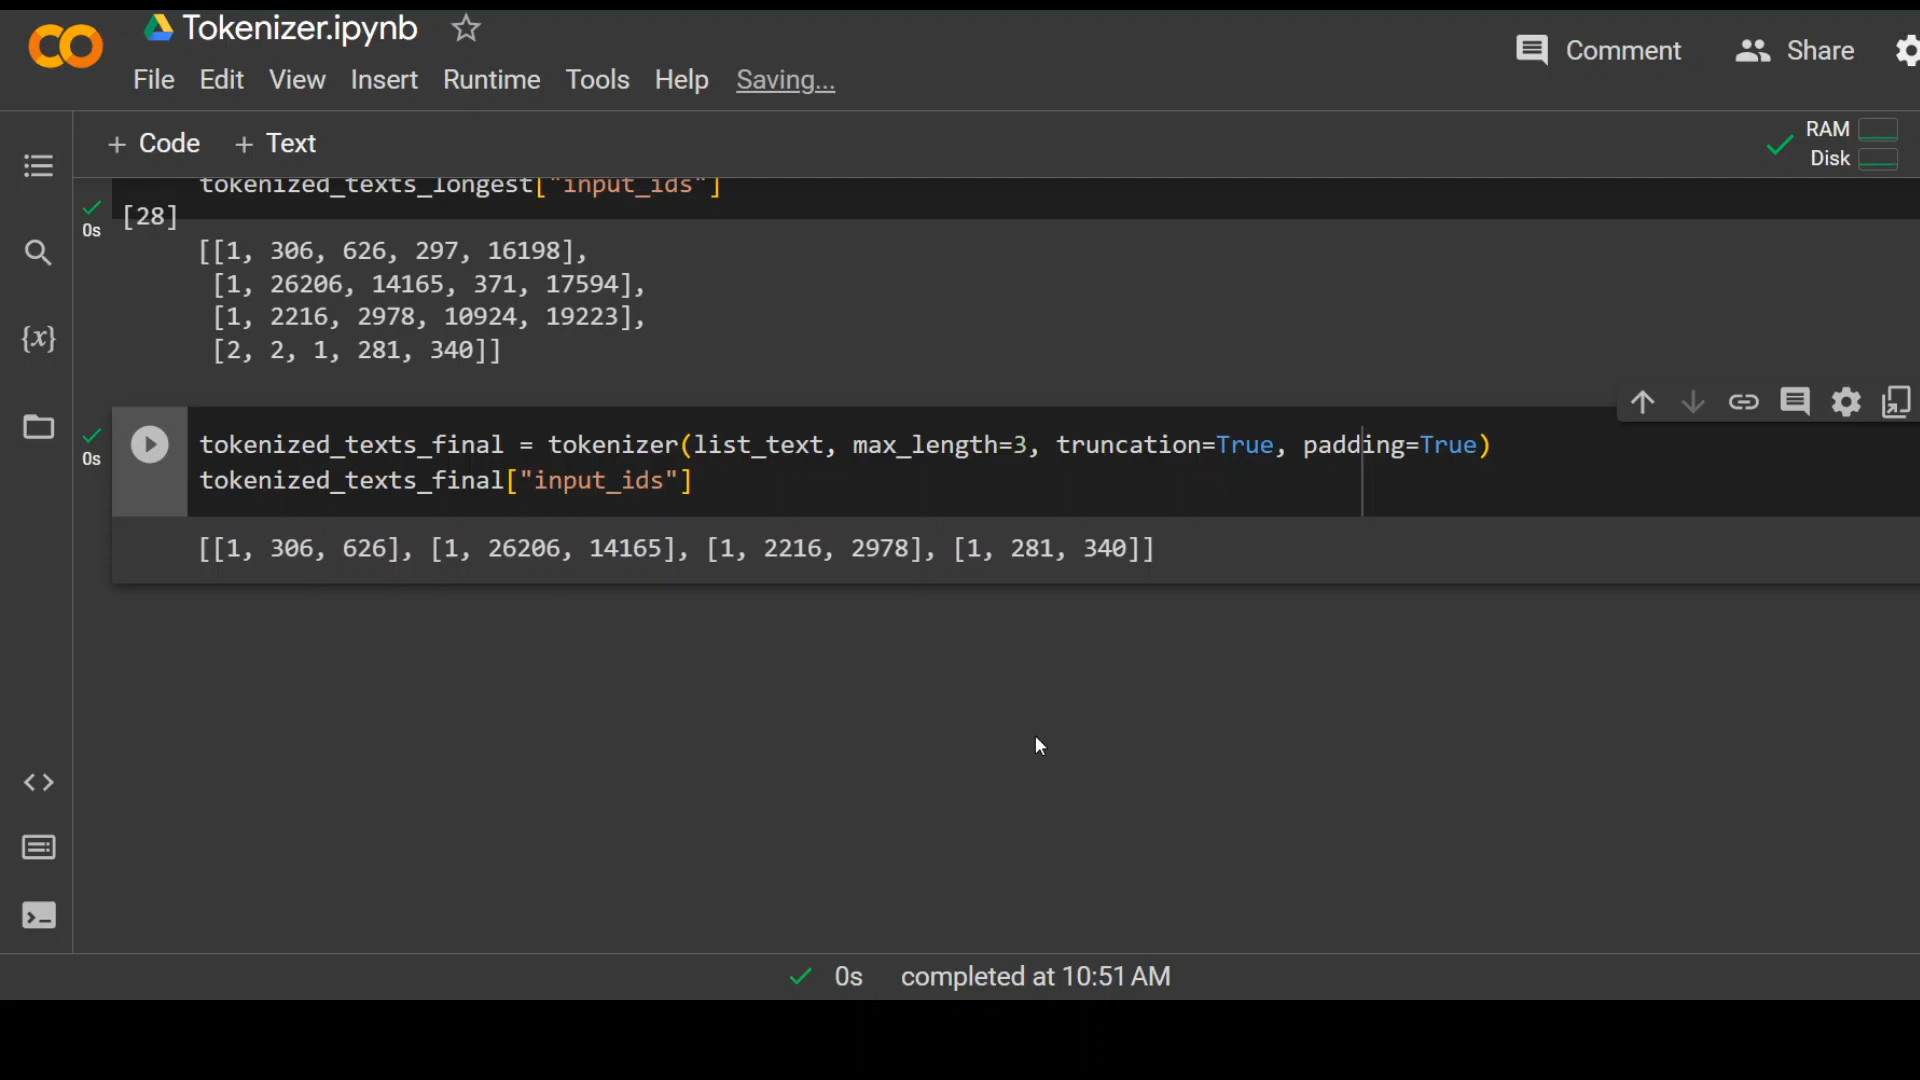 Tokenizer.ipynb
File Edit View Insert Runtime Tools Help Saving...
Comment Share
+ Code + Text
RAM
Disk
tokenized_texts_longest["input_ids"]
0s [28]
[[1, 306, 626, 297, 16198],
[1, 26206, 14165, 371, 17594],
[1, 2216, 2978, 10924, 19223],
[2, 2, 1, 281, 340]]
{x}
0s
tokenized_texts_final = tokenizer(list_text, max_length=3, truncation=True, padding=True)
tokenized_texts_final["input_ids"]
[[1, 306, 626], [1, 26206, 14165], [1, 2216, 2978], [1, 281, 340]]
0s completed at 10:51 AM